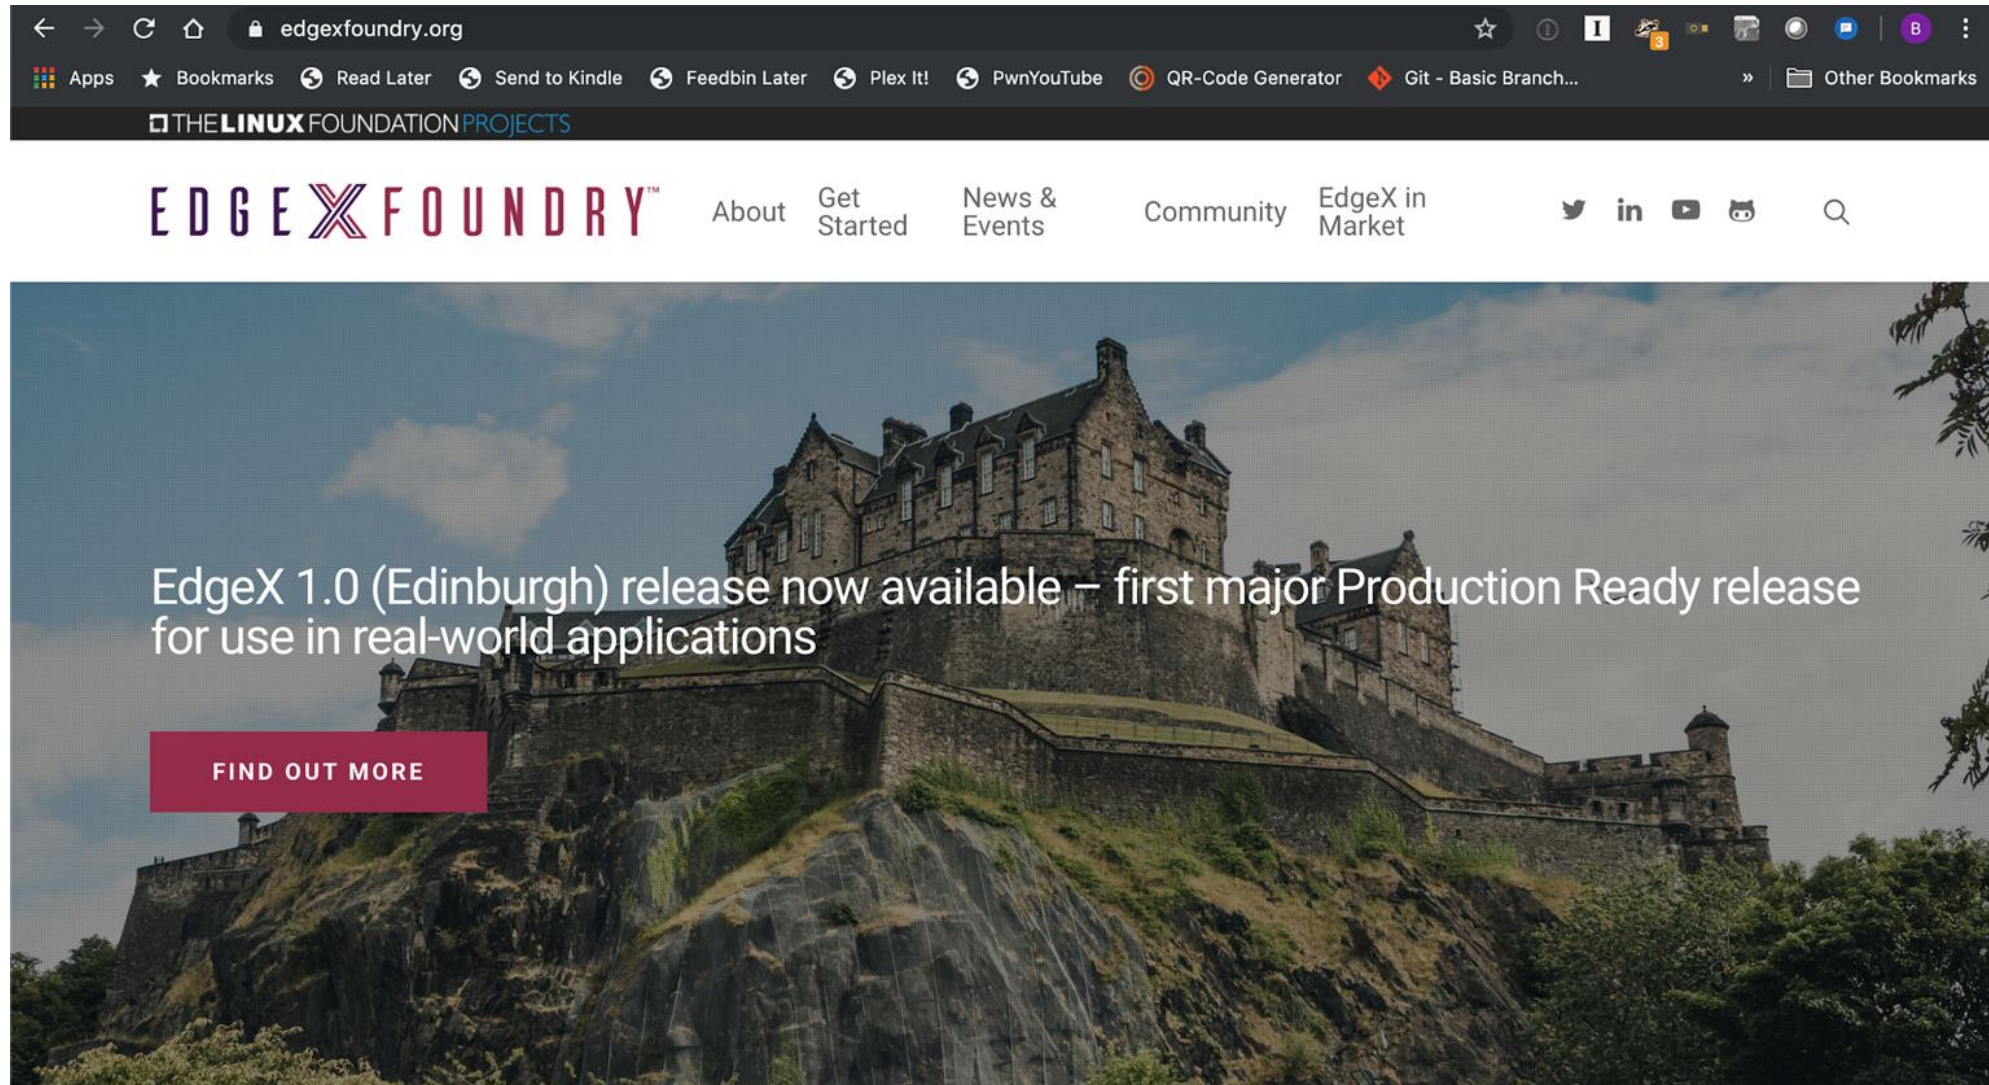 edgexfoundry.org
3
B
Apps Bookmarks Read Later Send to Kindle Feedbin Later Plex It! PwnYouTube QR-Code Generator Git - Basic Branch... » Other Bookmarks
THE LINUX FOUNDATION PROJECTS
EDGE X FOUNDRY™
About
Get
Started
News &
Events
Community
EdgeX in
Market
EdgeX 1.0 (Edinburgh) release now available – first major Production Ready release
for use in real-world applications
FIND OUT MORE